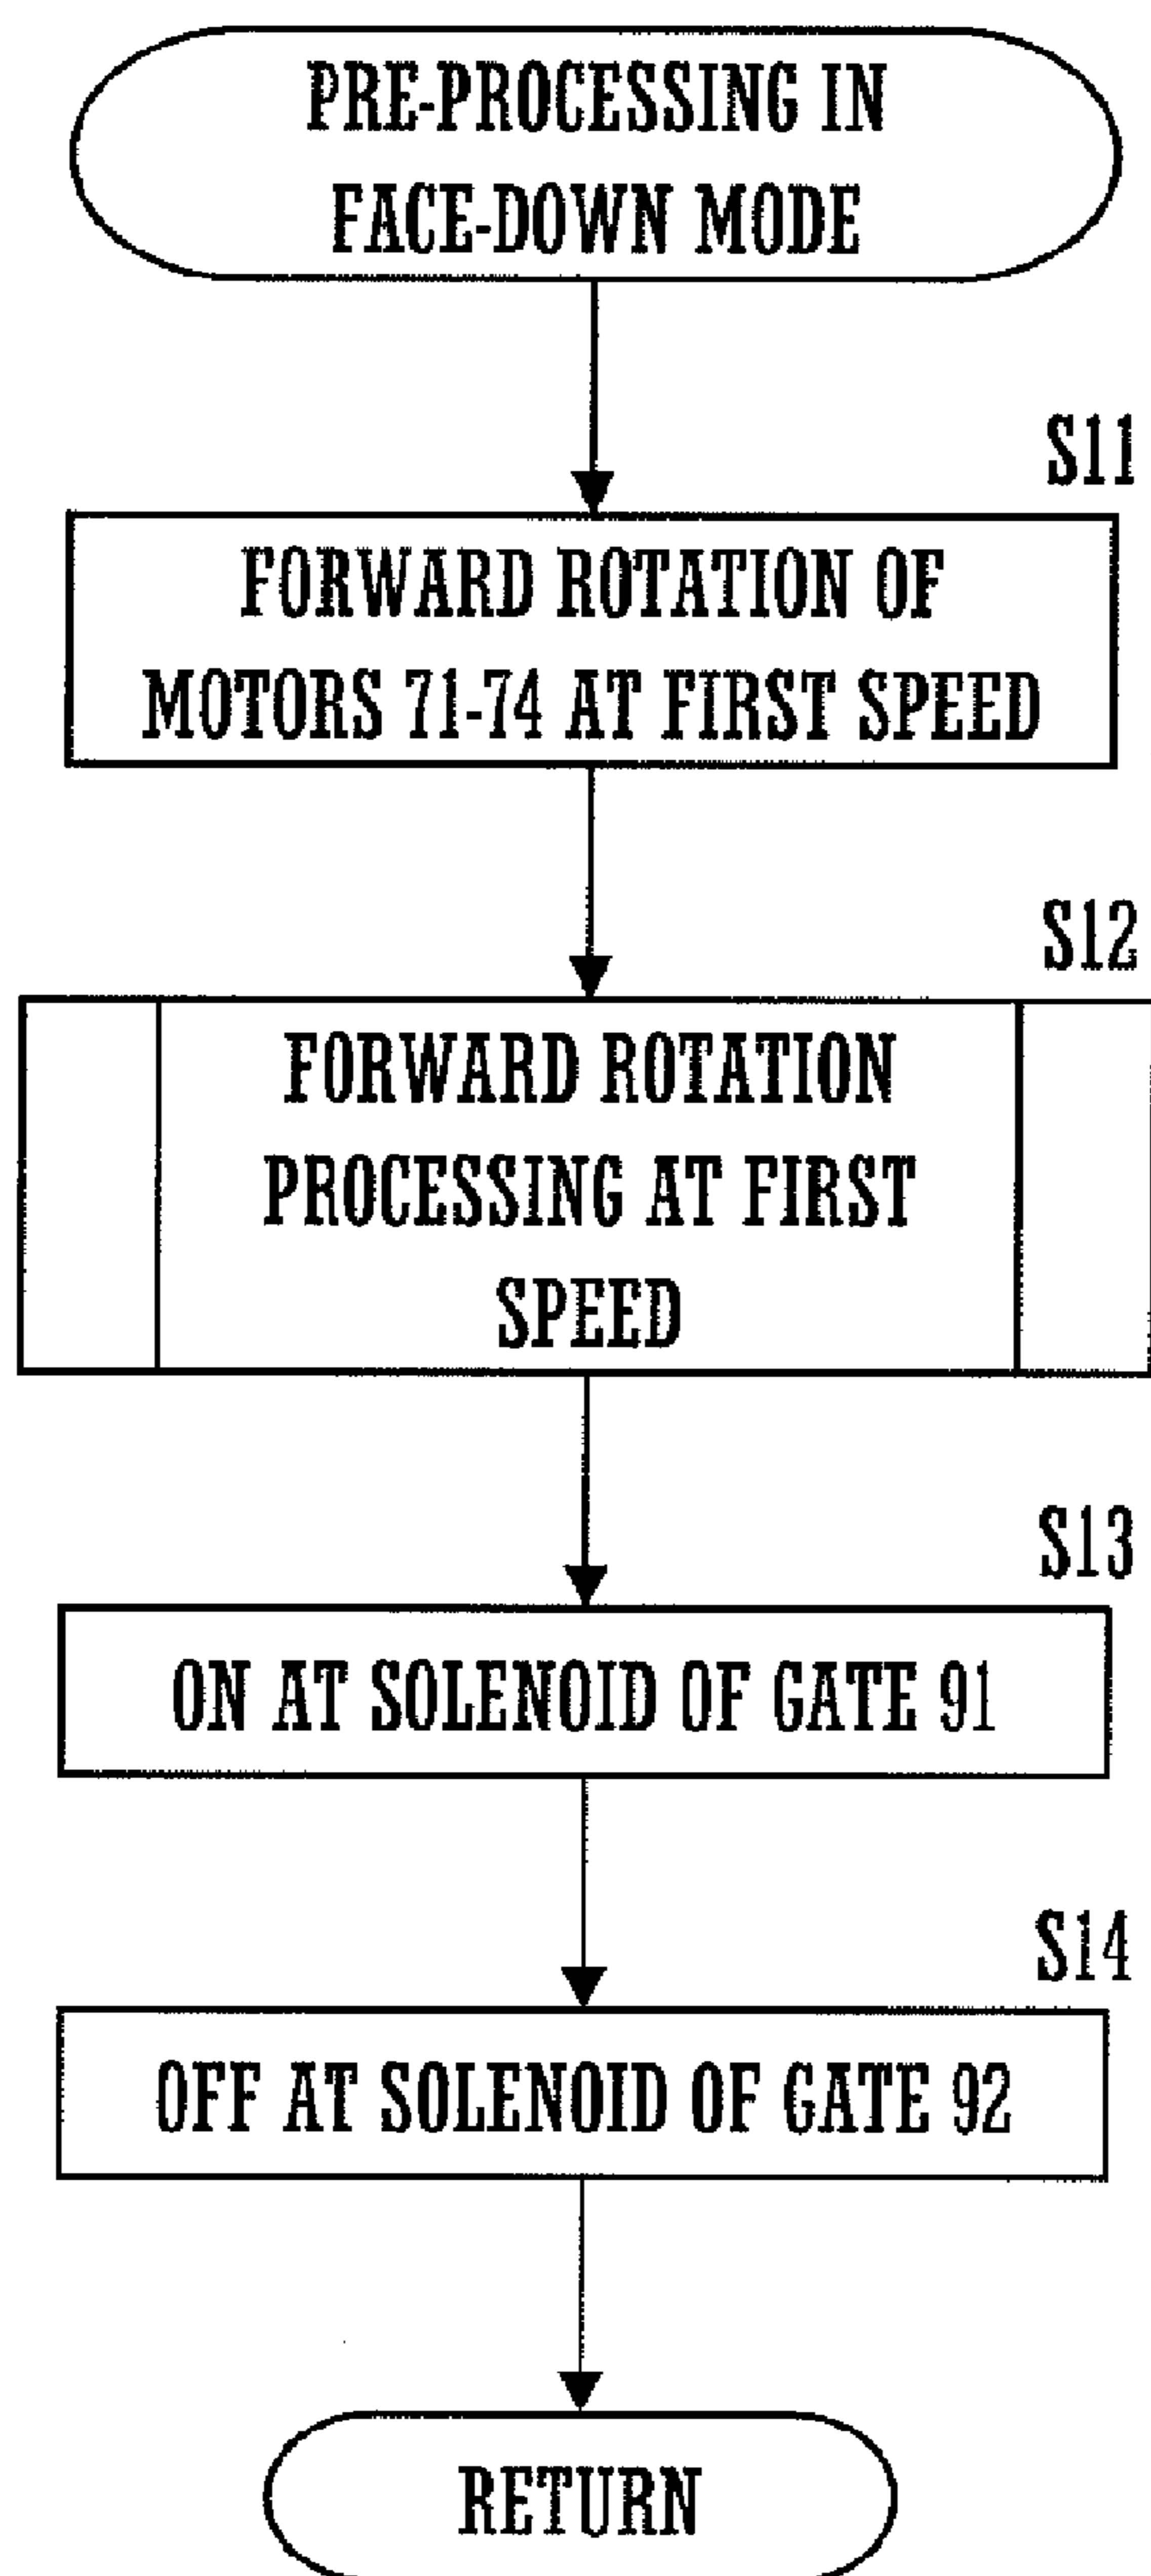 PRE-PROCESSING IN
FACE-DOWN MODE
S11
FORWARD ROTATION OF
MOTORS 71-74 AT FIRST SPEED
S12
FORWARD ROTATION
PROCESSING AT FIRST
SPEED
S13
ON AT SOLENOID OF GATE 91
S14
OFF AT SOLENOID OF GATE 92
RETURN